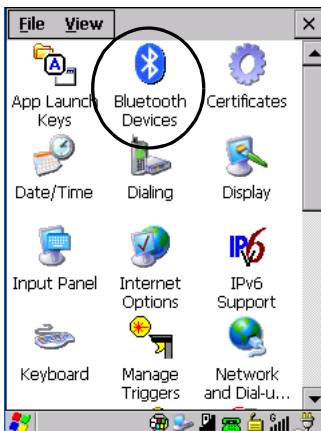 File View
App Launch Keys
Bluetooth Devices
Certificates
Date/Time
Dialing
Display
Input Panel
Internet Options
IPv6 Support
Keyboard
Manage Triggers
Network and Dial-u...